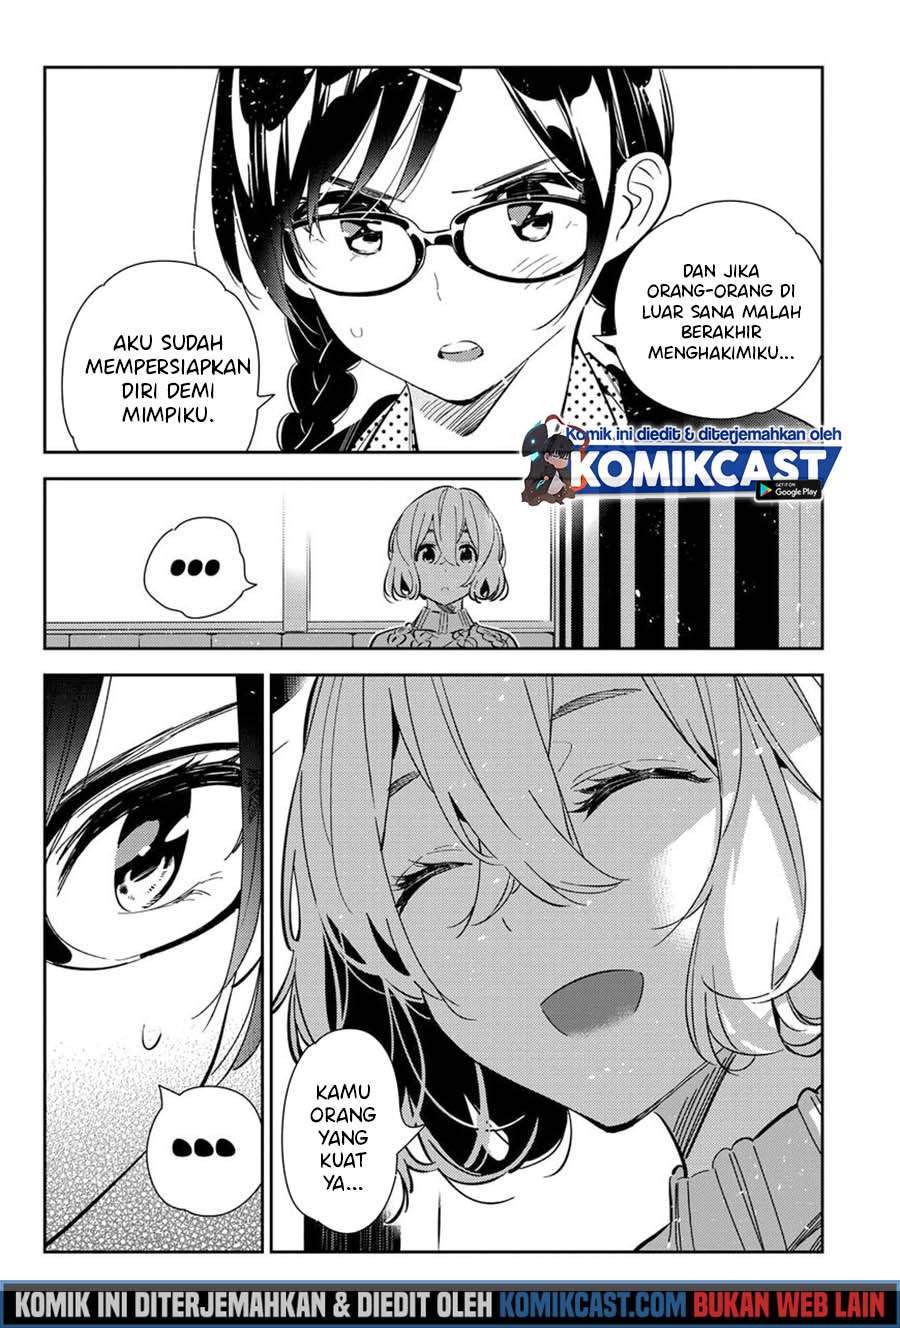 DAN JIKA
ORANG-ORANG DI
LUAR SANA MALAH
BERAKHIR
MENGHAKIMIKU...
AKU SUDAH
MEMPERSIAPKAN
DIRI DEMI
MIMPIKU.
Komik ini diedit & diterjemahkan oleh
KOMIKCAST
GET IT ON
Google Play
...
KAMU
ORANG
YANG
KUAT
YA...
...
KOMIK INI DITERJEMAHKAN & DIEDIT OLEH KOMIKCAST.COM BUKAN WEB LAIN